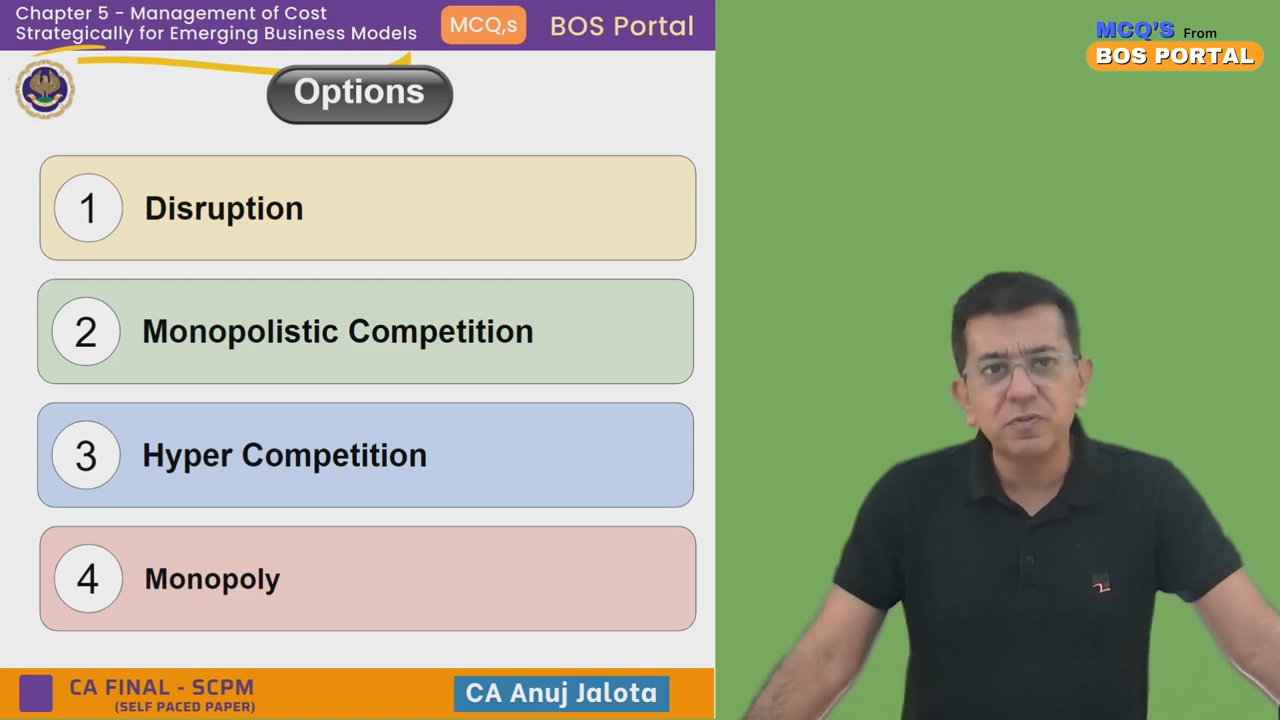 Chapter 5 - Management of Cost
Strategically for Emerging Business Models
MCQ,s
BOS Portal
MCQ'S From
BOS PORTAL
Options
1 Disruption
2 Monopolistic Competition
3 Hyper Competition
4 Monopoly
CA FINAL - SCPM
(SELF PACED PAPER)
CA Anuj Jalota